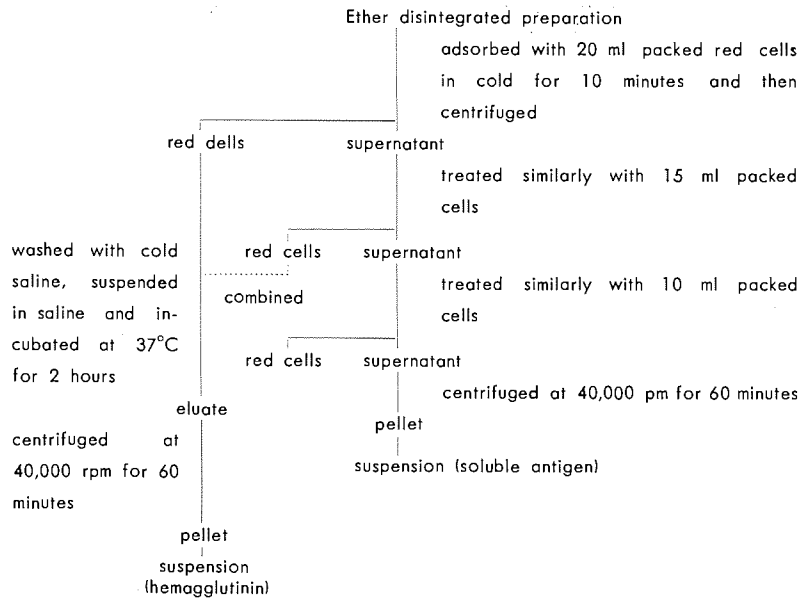 Ether disintegrated preparation
adsorbed with 20 ml packed red cells
in cold for 10 minutes and then
centrifuged
red dells
supernatant
treated similarly with 15 ml packed
cells
washed with cold
saline, suspended
in saline and in-
cubated at 37°C
for 2 hours
red cells
supernatant
combined
treated similarly with 10 ml packed
cells
red cells
supernatant
centrifuged at 40,000 pm for 60 minutes
eluate
pellet
centrifuged at
40,000 rpm for 60
minutes
suspension (soluble antigen)
pellet
suspension
(hemagglutinin)